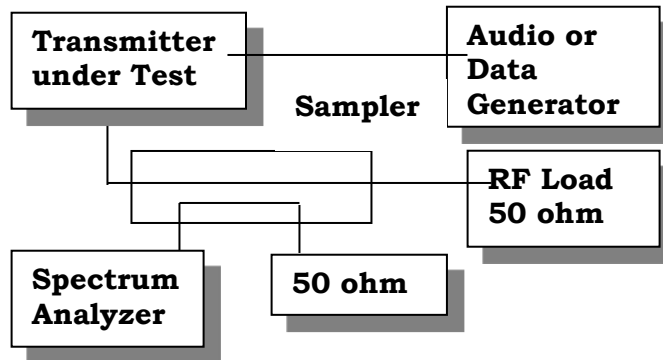 Transmitter
under Test
Audio or
Data
Generator
Sampler
RF Load
50 ohm
Spectrum
Analyzer
50 ohm